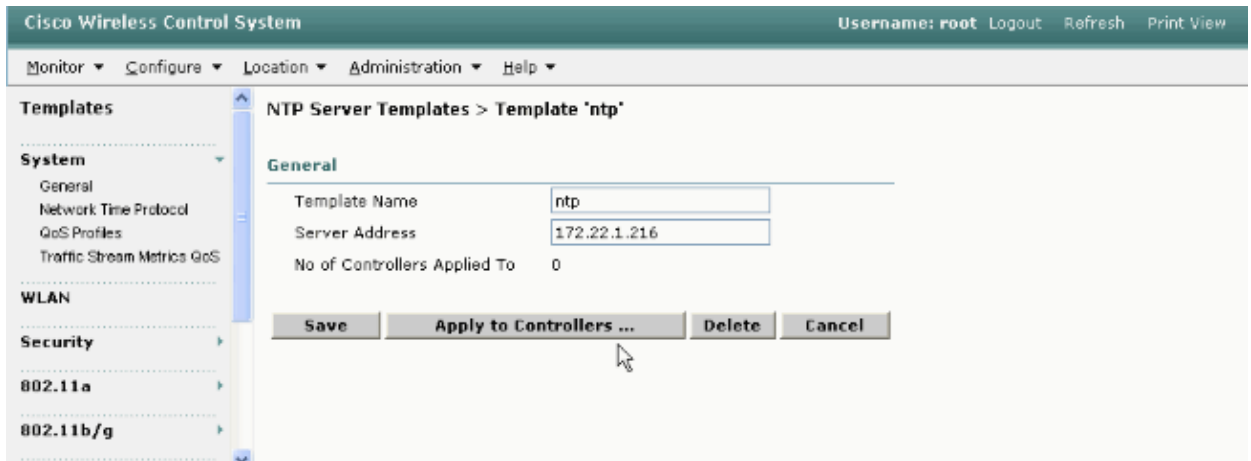 Cisco Wireless Control System
Username: root Logout Refresh Print View
Monitor Configure Location Administration Help
Templates
System
General
Network Time Protocol
QoS Profiles
Traffic Stream Metrics QoS
WLAN
Security
802.11a
802.11b/g
NTP Server Templates > Template 'ntp'
General
Template Name ntp
Server Address 172.22.1.216
No of Controllers Applied To 0
Save Apply to Controllers ... Delete Cancel